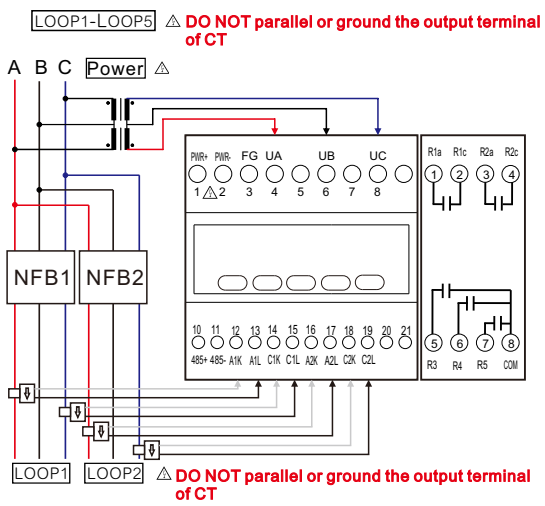 LOOP1-LOOP5 ⚠ DO NOT parallel or ground the output terminal
of CT
A B C Power ⚠
PWR+ PWR- FG UA UB UC
1 ⚠ 2 3 4 5 6 7 8
R1a R1c R2a R2c
1 2 3 4
NFB1 NFB2
10 11 12 13 14 15 16 17 18 19 20 21
485+ 485- A1K A1L C1K C1L A2K A2L C2K C2L
5 6 7 8
R3 R4 R5 COM
LOOP1 LOOP2 ⚠ DO NOT parallel or ground the output terminal
of CT